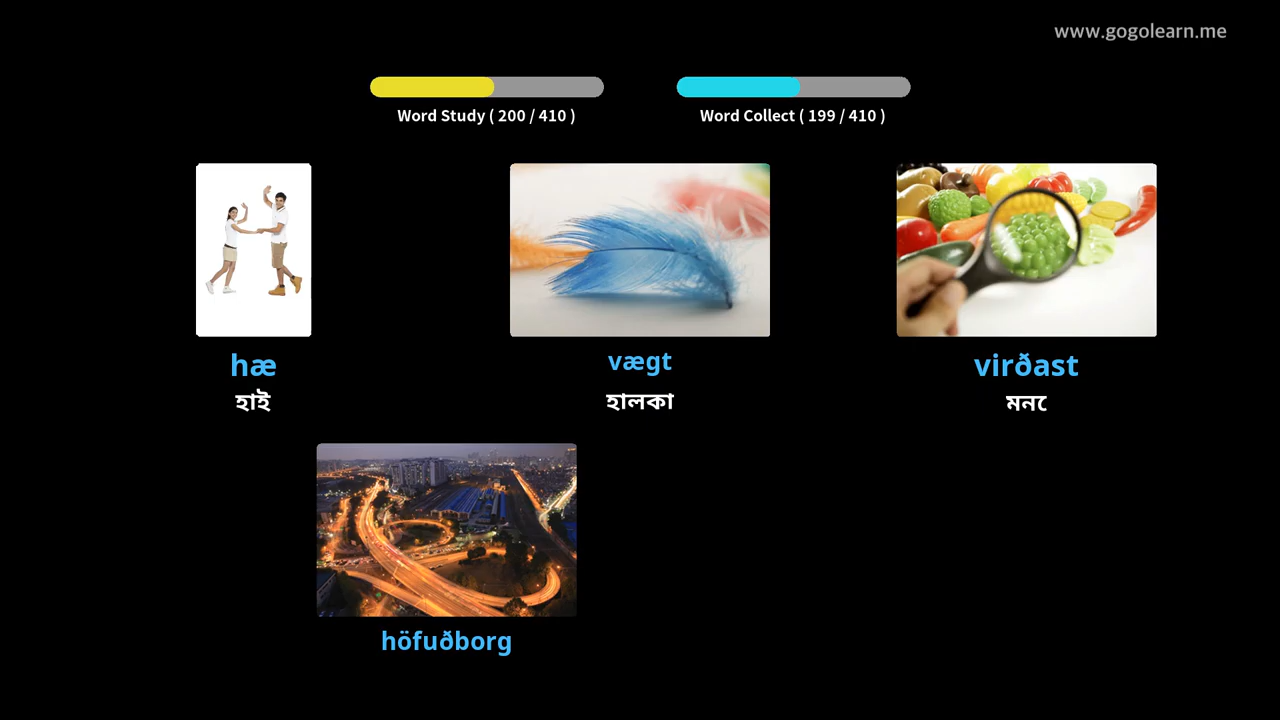 www.gogolearn.me
Word Study ( 200 / 410 )
Word Collect ( 199 / 410 )
hæ
vægt
virðast
হাই
হালকা
মনে
höfuðborg